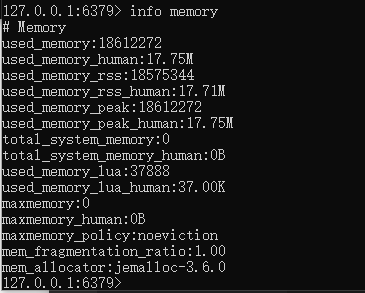 127.0.0.1:6379> info memory
# Memory
used_memory:18612272
used_memory_human:17.75M
used_memory_rss:18575344
used_memory_rss_human:17.71M
used_memory_peak:18612272
used_memory_peak_human:17.75M
total_system_memory:0
total_system_memory_human:0B
used_memory_lua:37888
used_memory_lua_human:37.00K
maxmemory:0
maxmemory_human:0B
maxmemory_policy:noeviction
mem_fragmentation_ratio:1.00
mem_allocator:jemalloc-3.6.0
127.0.0.1:6379>